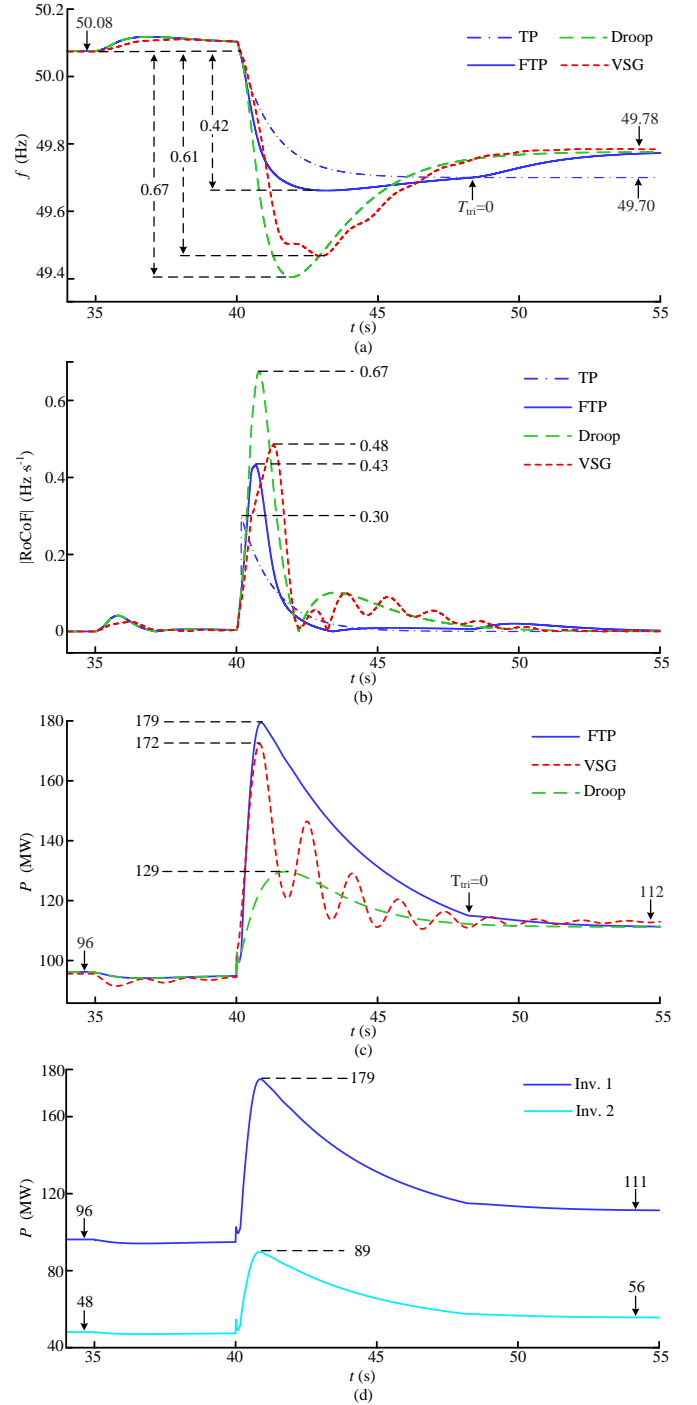 50.2
50.08
TP
Droop
FTP
VSG
50.0
0.42
49.78
f (Hz)
49.8
0.61
0.67
49.6
T_tri=0
49.70
49.4
35 40 45 50 55
t (s)
(a)
0.67
TP
0.6
FTP
0.48
Droop
0.43
VSG
|RoCoF| (Hz·s⁻¹)
0.4
0.30
0.2
0
35 40 45 50 55
t (s)
(b)
180
179
FTP
172
VSG
160
Droop
P (MW)
140
129
120
T_tri=0
112
96
100
35 40 45 50 55
t (s)
(c)
180
179
Inv. 1
160
Inv. 2
P (MW)
120
96
111
80
89
48
56
40
35 40 45 50 55
t (s)
(d)